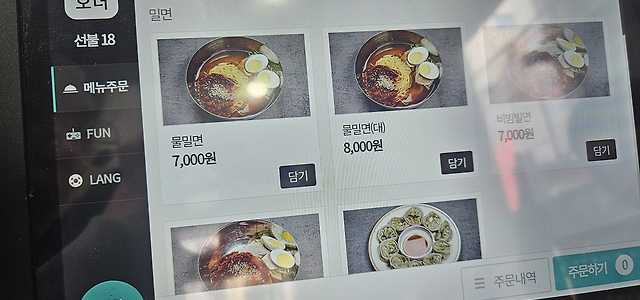 오더
밀면
선불 18
메뉴주문
FUN
LANG
물밀면
7,000원
담기
물밀면(대)
8,000원
담기
비빔밀면
7,000원
담기
주문내역
주문하기 0